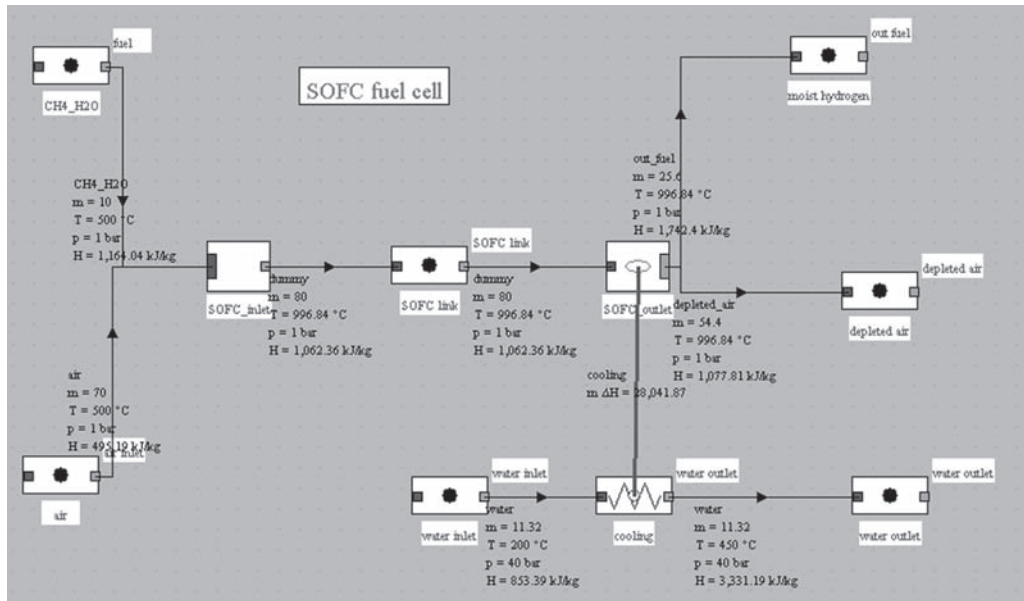 fuel
CH4_H2O
SOFC fuel cell
out fuel
moist hydrogen
CH4_H2O
m = 10
T = 500 °C
p = 1 bar
H = 1,164.04 kJ/kg
out_fuel
m = 25.6
T = 996.84 °C
p = 1 bar
H = 1,742.4 kJ/kg
SOFC_inlet
dummy
m = 80
T = 996.84 °C
p = 1 bar
H = 1,062.36 kJ/kg
SOFC link
SOFC link
dummy
m = 80
T = 996.84 °C
p = 1 bar
H = 1,062.36 kJ/kg
SOFC_outlet
depleted_air
m = 54.4
T = 996.84 °C
p = 1 bar
H = 1,077.81 kJ/kg
depleted air
depleted air
cooling
m ΔH = 28,041.87
air
m = 70
T = 500 °C
p = 1 bar
H = 495.19 kJ/kg
air inlet
air
water inlet
water inlet
water
m = 11.32
T = 200 °C
p = 40 bar
H = 853.39 kJ/kg
water outlet
cooling
water
m = 11.32
T = 450 °C
p = 40 bar
H = 3,331.19 kJ/kg
water outlet
water outlet